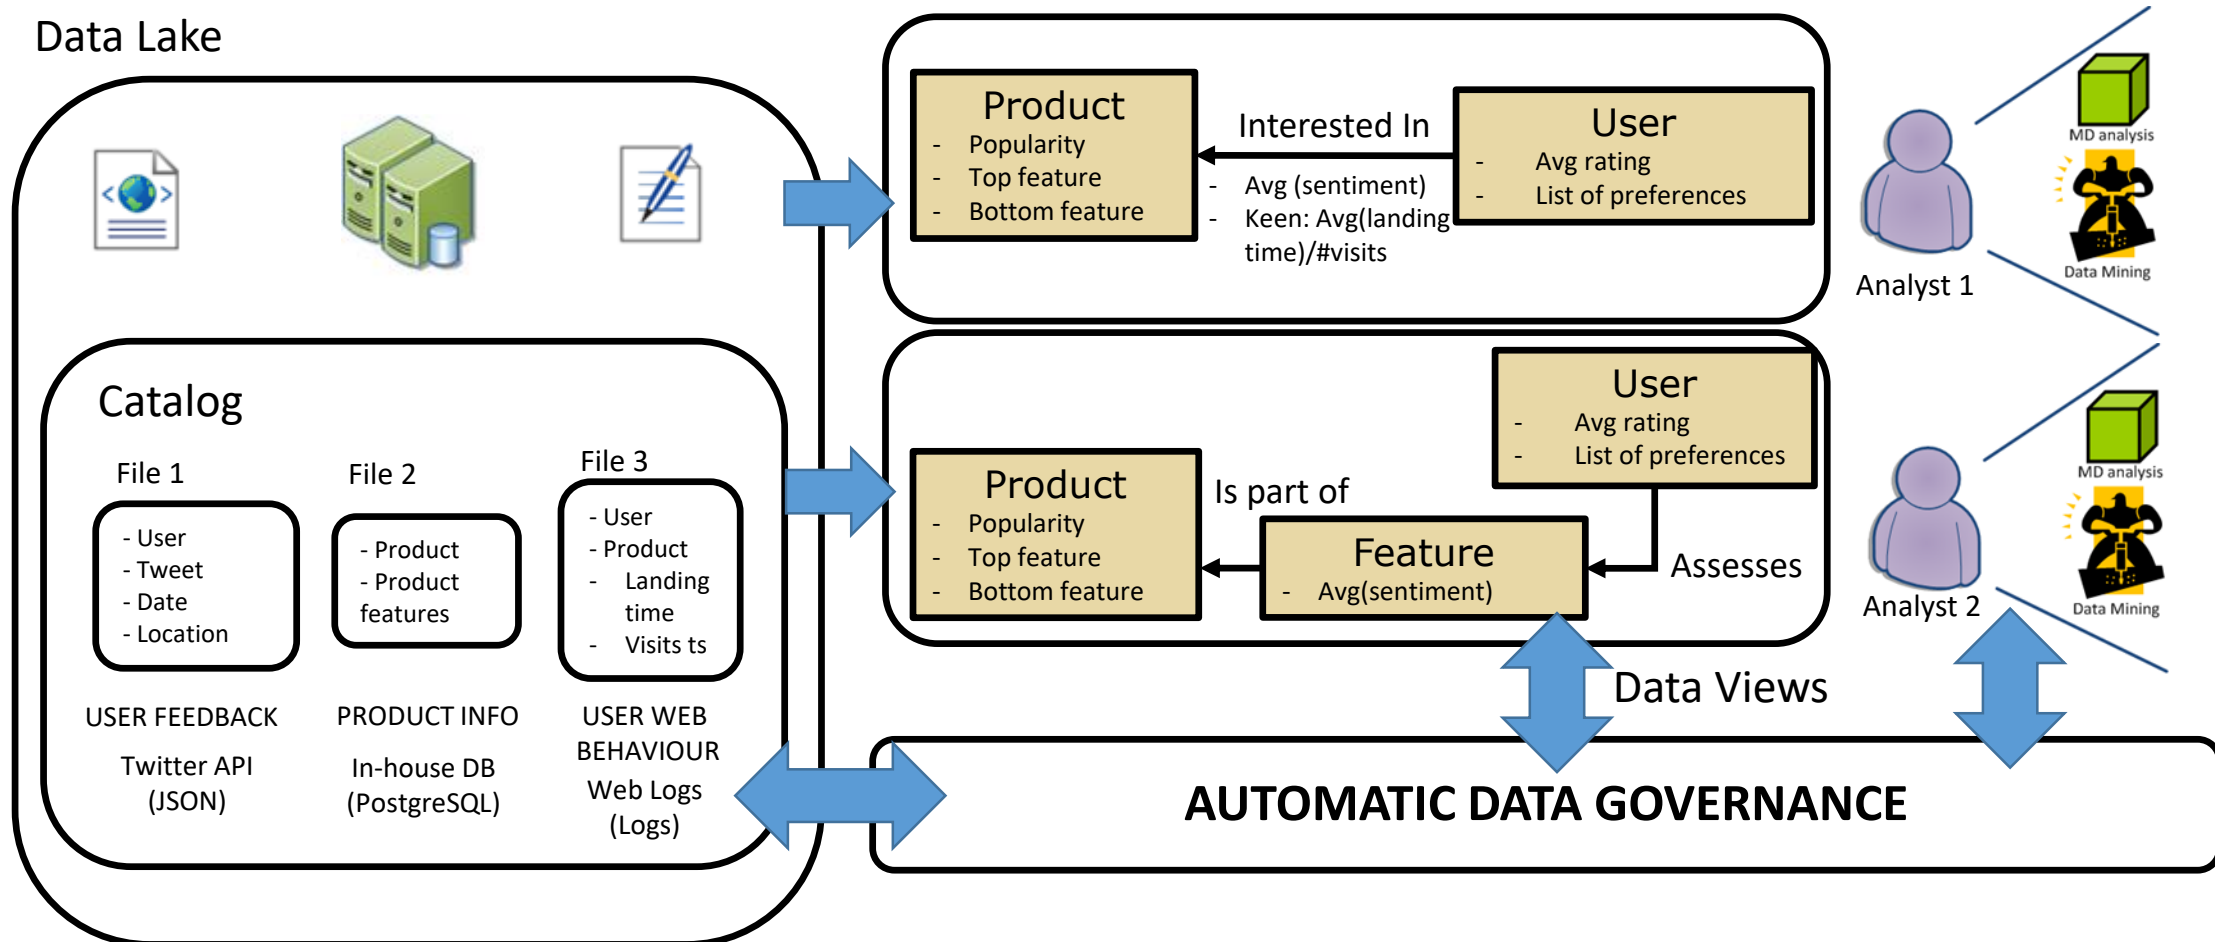 Data Lake
Catalog
File 1
- User
- Tweet
- Date
- Location
USER FEEDBACK
Twitter API
(JSON)
File 2
- Product
- Product
features
PRODUCT INFO
In-house DB
(PostgreSQL)
File 3
- User
- Product
- Landing
time
- Visits ts
USER WEB
BEHAVIOUR
Web Logs
(Logs)
Product
- Popularity
- Top feature
- Bottom feature
Interested In
- Avg (sentiment)
- Keen: Avg(landing
time)/#visits
User
- Avg rating
- List of preferences
Analyst 1
MD analysis
Data Mining
Product
- Popularity
- Top feature
- Bottom feature
Is part of
Feature
- Avg(sentiment)
User
- Avg rating
- List of preferences
Assesses
Analyst 2
MD analysis
Data Mining
Data Views
AUTOMATIC DATA GOVERNANCE